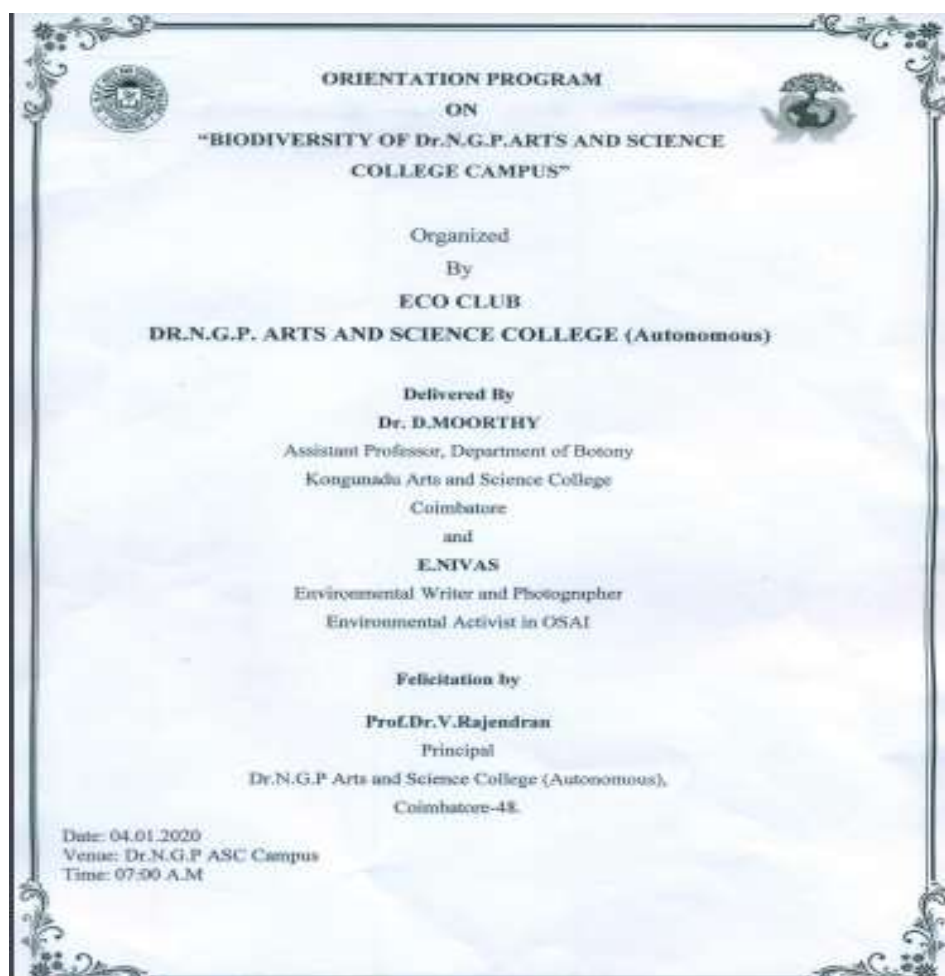 ORIENTATION PROGRAM
ON
“BIODIVERSITY OF Dr.N.G.P.ARTS AND SCIENCE
COLLEGE CAMPUS”
Organized
By
ECO CLUB
DR.N.G.P. ARTS AND SCIENCE COLLEGE (Autonomous)
Delivered By
Dr. D.MOORTHY
Assistant Professor, Department of Botony
Kongunadu Arts and Science College
Coimbatore
and
E.NIVAS
Environmental Writer and Photographer
Environmental Activist in OSAI
Felicitation by
Prof.Dr.V.Rajendran
Principal
Dr.N.G.P Arts and Science College (Autonomous),
Coimbatore-48.
Date: 04.01.2020
Venue: Dr.N.G.P ASC Campus
Time: 07:00 A.M